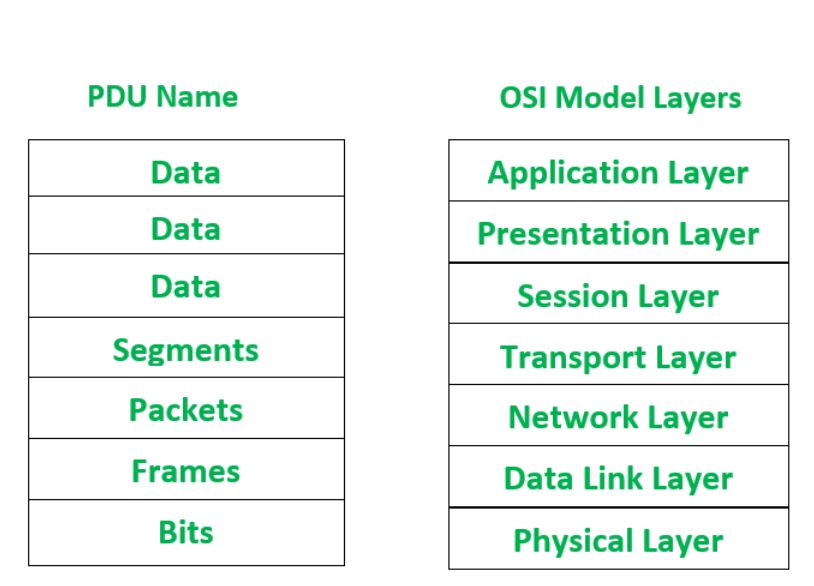 PDU Name
Data
Data
Data
Segments
Packets
Frames
Bits
OSI Model Layers
Application Layer
Presentation Layer
Session Layer
Transport Layer
Network Layer
Data Link Layer
Physical Layer